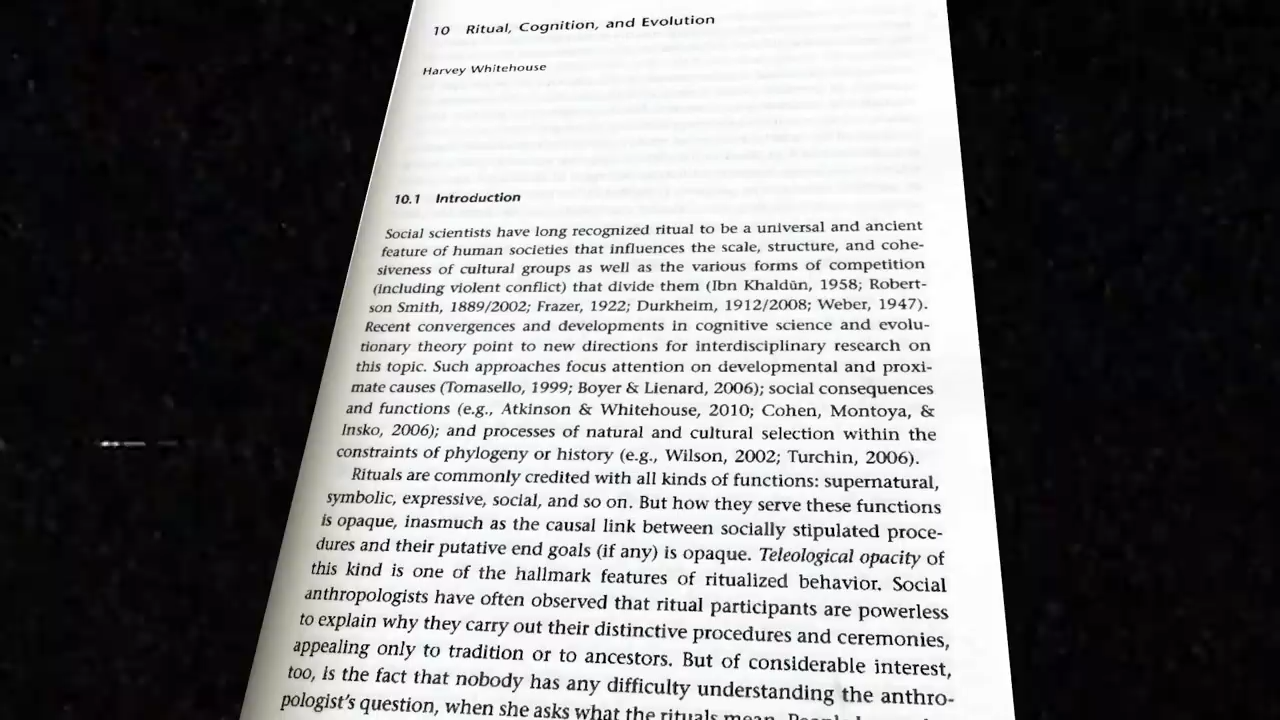 10 Ritual, Cognition, and Evolution
Harvey Whitehouse
10.1 Introduction
Social scientists have long recognized ritual to be a universal and ancient
feature of human societies that influences the scale, structure, and cohe-
siveness of cultural groups as well as the various forms of competition
(including violent conflict) that divide them (Ibn Khaldūn, 1958; Robert-
son Smith, 1889/2002; Frazer, 1922; Durkheim, 1912/2008; Weber, 1947).
Recent convergences and developments in cognitive science and evolu-
tionary theory point to new directions for interdisciplinary research on
this topic. Such approaches focus attention on developmental and proxi-
mate causes (Tomasello, 1999; Boyer & Lienard, 2006); social consequences
and functions (e.g., Atkinson & Whitehouse, 2010; Cohen, Montoya, &
Insko, 2006); and processes of natural and cultural selection within the
constraints of phylogeny or history (e.g., Wilson, 2002; Turchin, 2006).
Rituals are commonly credited with all kinds of functions: supernatural,
symbolic, expressive, social, and so on. But how they serve these functions
is opaque, inasmuch as the causal link between socially stipulated proce-
dures and their putative end goals (if any) is opaque. Teleological opacity of
this kind is one of the hallmark features of ritualized behavior. Social
anthropologists have often observed that ritual participants are powerless
to explain why they carry out their distinctive procedures and ceremonies,
appealing only to tradition or to ancestors. But of considerable interest,
too, is the fact that nobody has any difficulty understanding the anthro-
pologist's question, when she asks what the rituals mean.